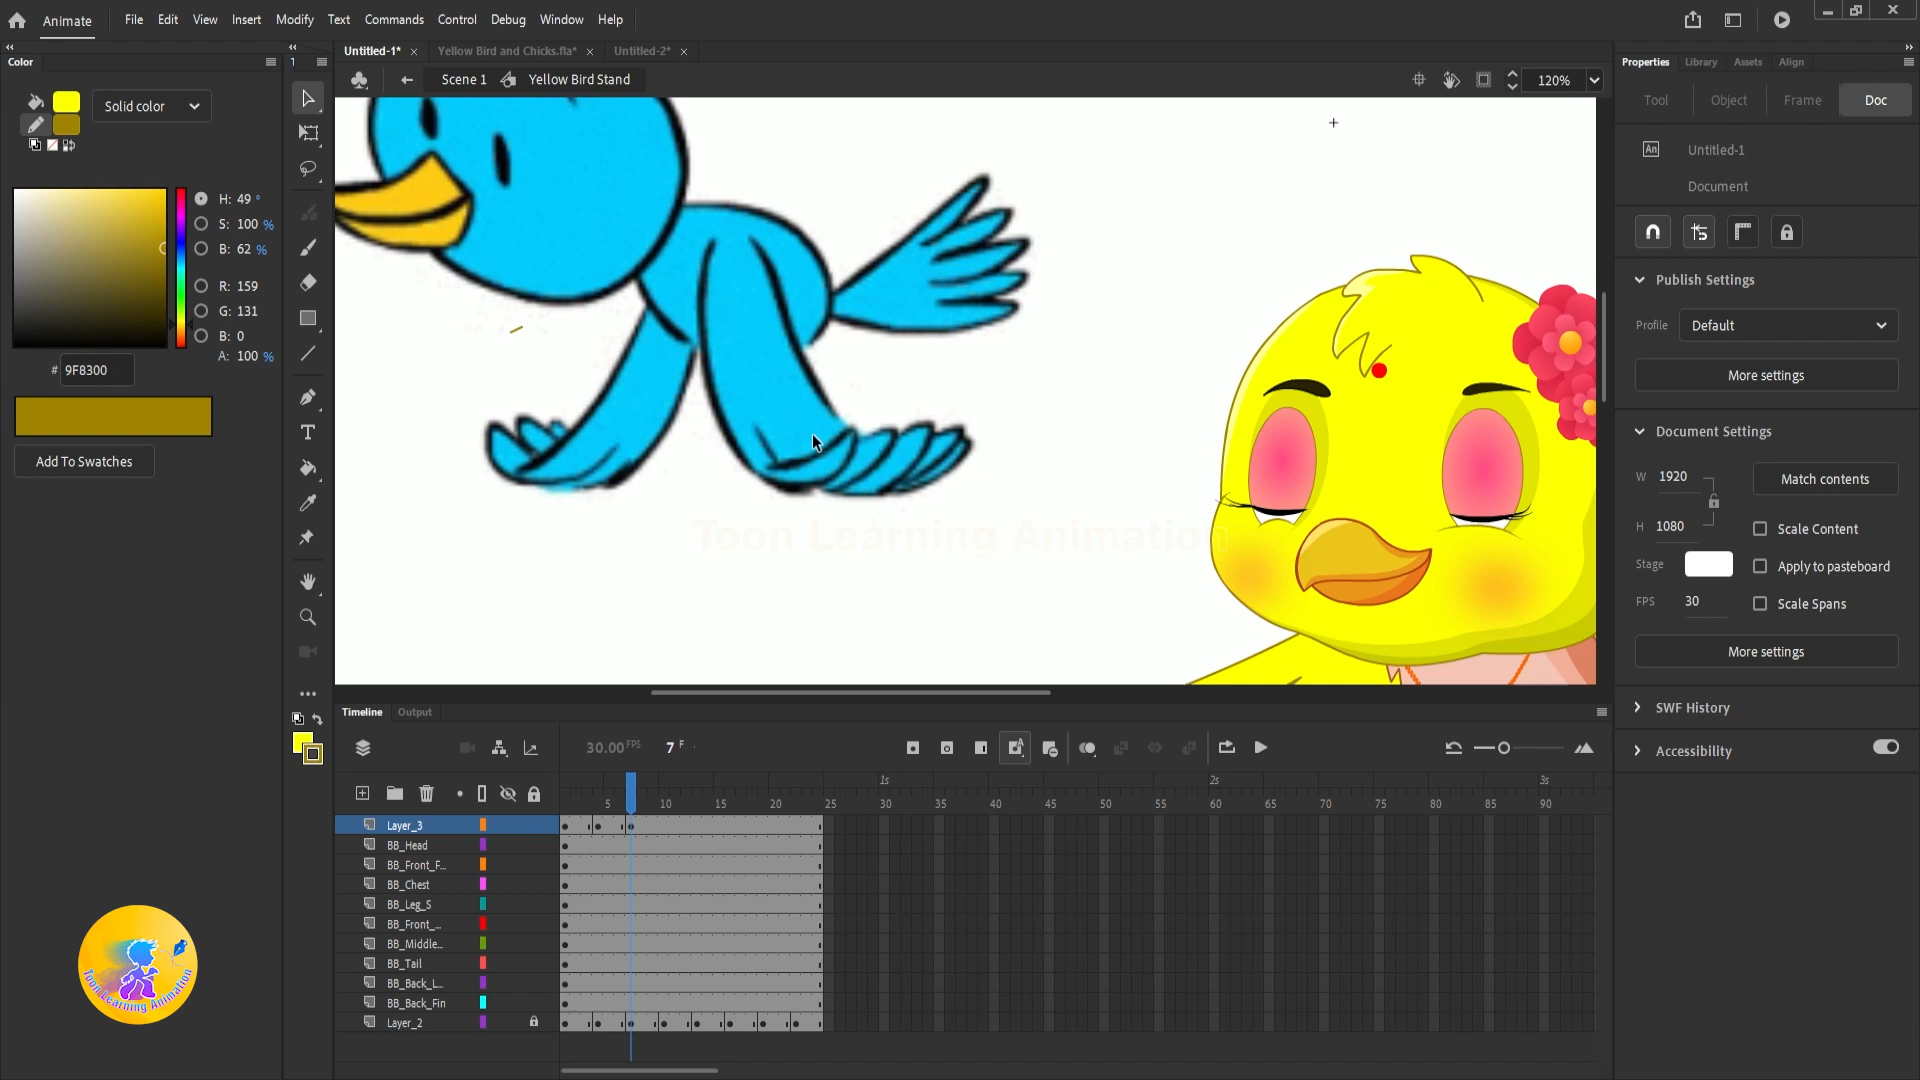 Animate File Edit View Insert Modify Text Commands Control Debug Window Help
Color
Untitled-1* Yellow Bird and Chicks.fla* Untitled-2*
Properties Library Assets Align
Scene 1 Yellow Bird Stand 120%
Tool Object Frame Doc
Solid color
An Untitled-1
Document
H: 49 °
S: 100 %
B: 62 %
R: 159
G: 131
B: 0
A: 100 %
# 9F8300
Add To Swatches
Publish Settings
Profile Default
More settings
Document Settings
W 1920 Match contents
H 1080 Scale Content
Stage Apply to pasteboard
FPS 30 Scale Spans
More settings
SWF History
Accessibility
Toon Learning Animation
Timeline Output
30.00 FPS 7 F
1s 2s 3s
5 10 15 20 25 30 35 40 45 50 55 60 65 70 75 80 85 90
Layer_3
BB_Head
BB_Front_F...
BB_Chest
BB_Leg_S
BB_Front_...
BB_Middle...
BB_Tail
BB_Back_L...
BB_Back_Fin
Layer_2
Toon Learning Animation